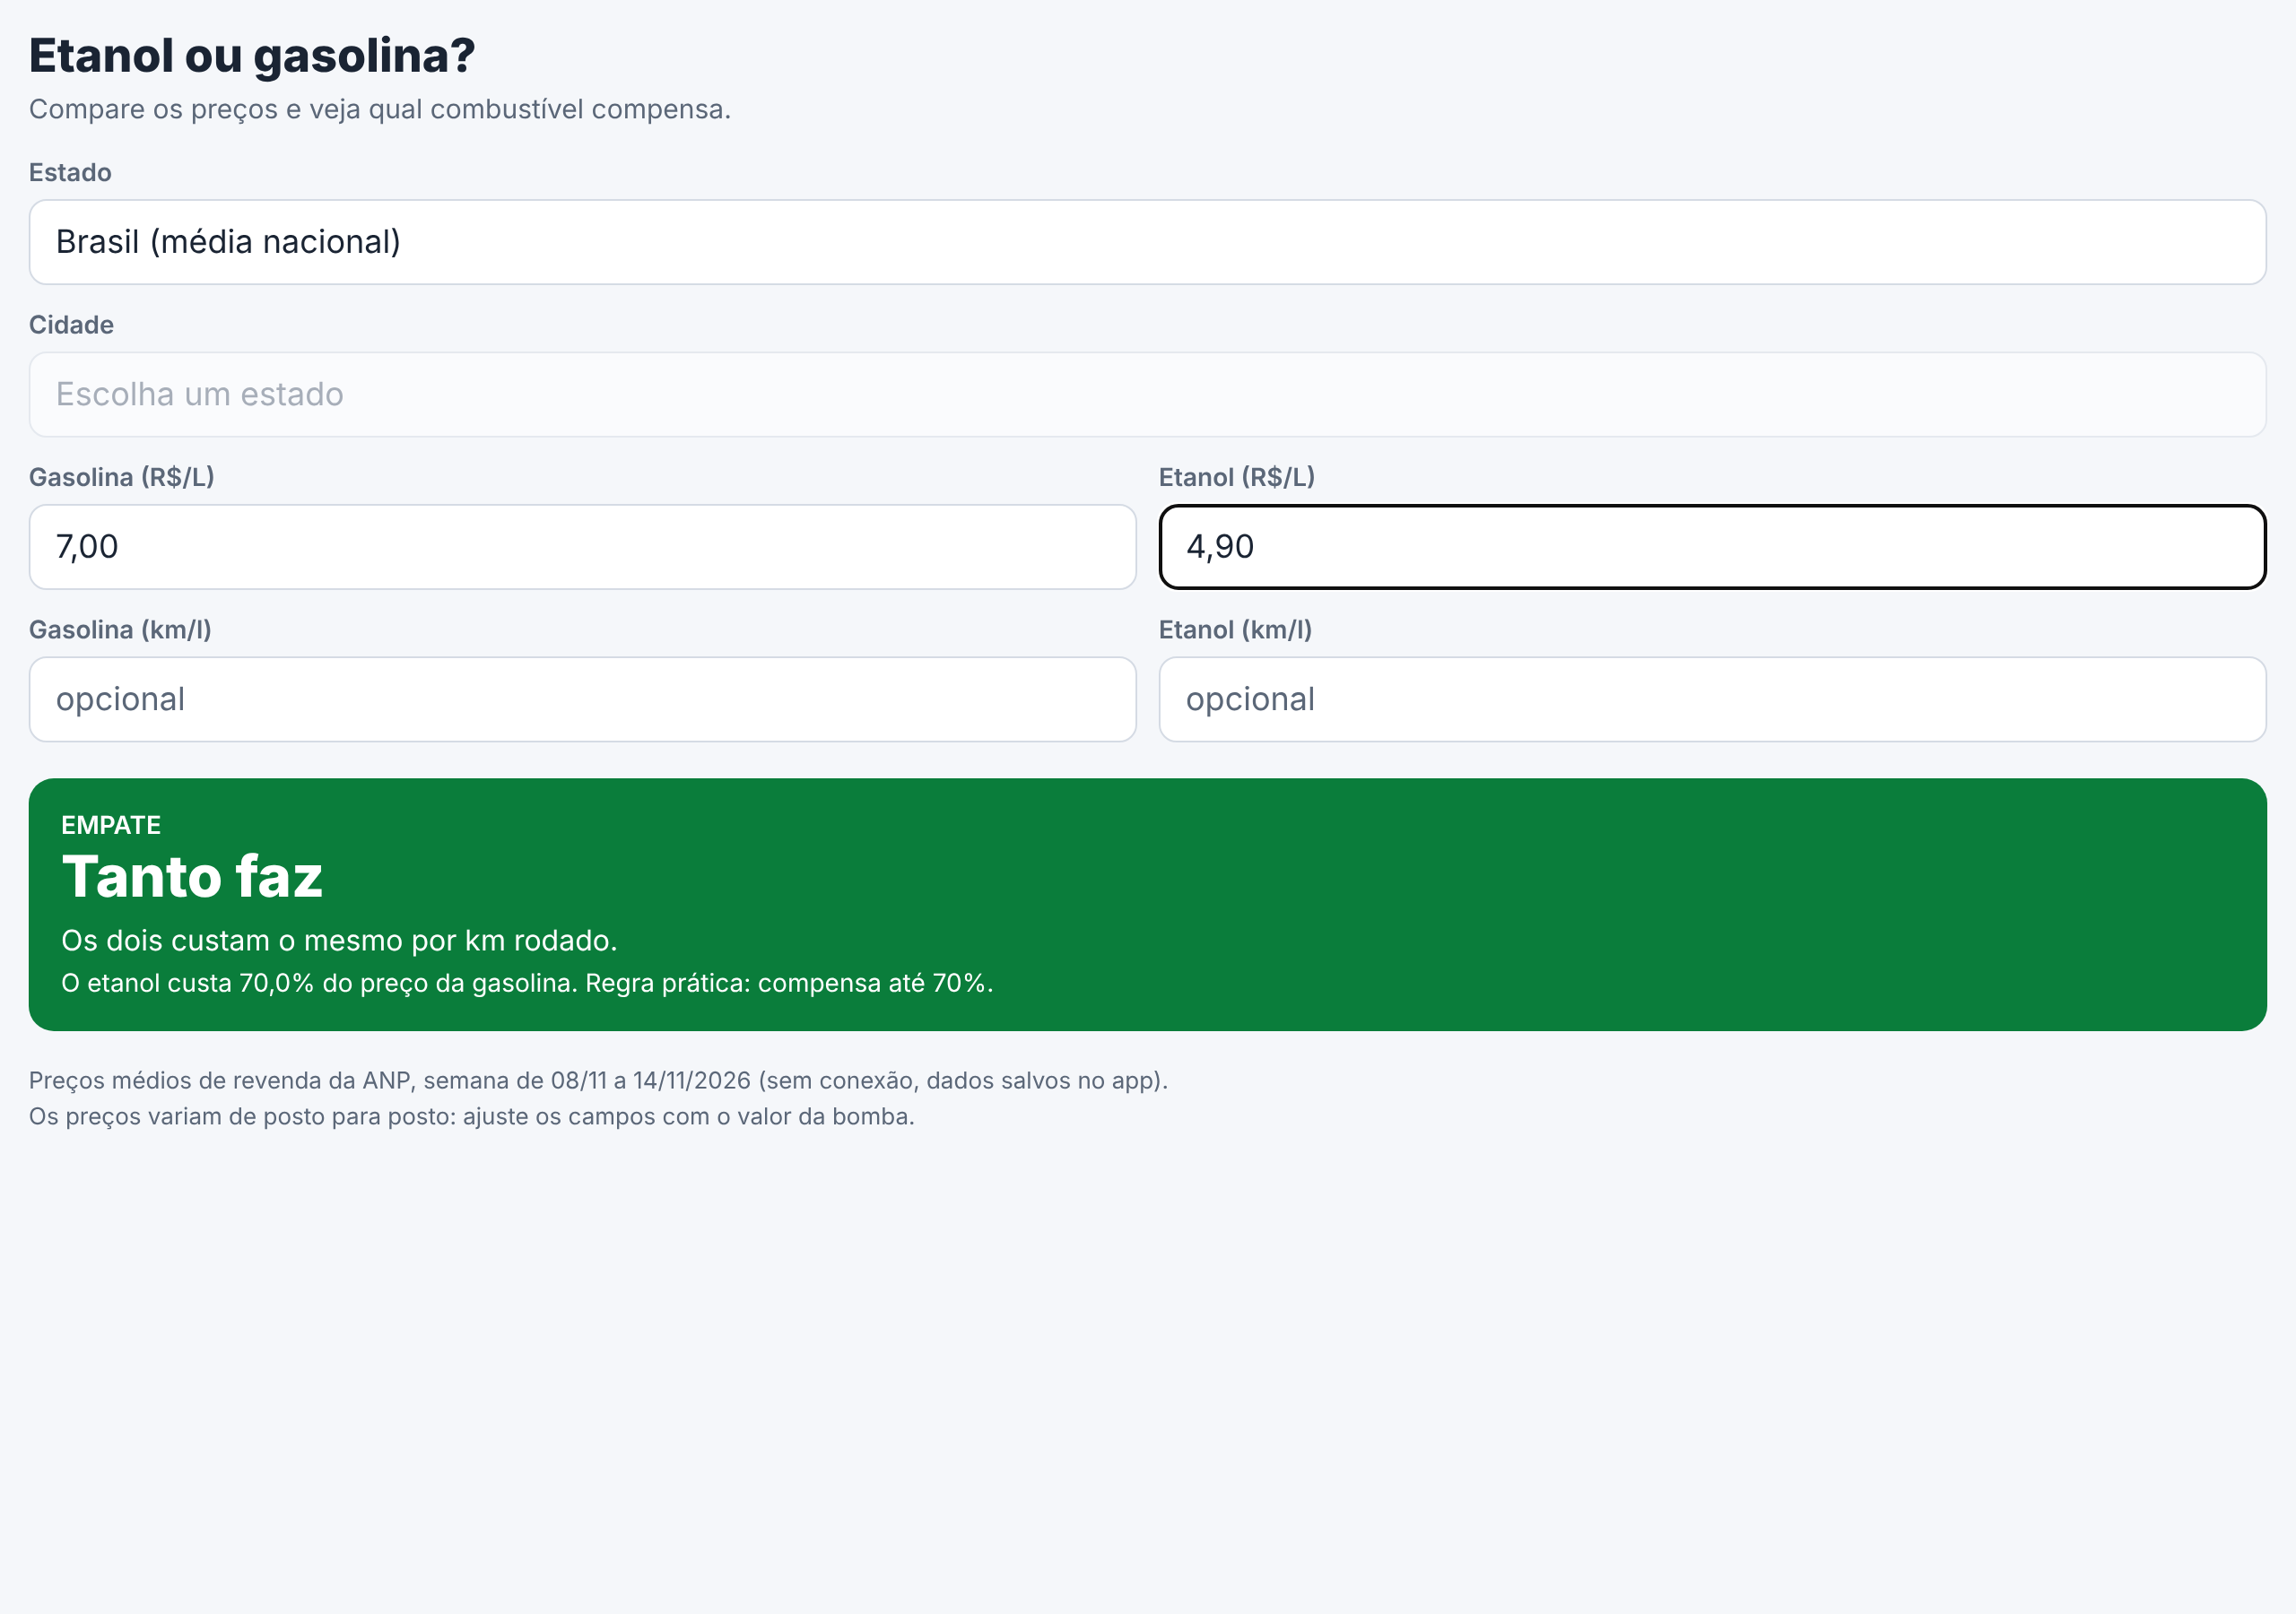 Etanol ou gasolina?
Compare os preços e veja qual combustível compensa.
Estado
Brasil (média nacional)
Cidade
Escolha um estado
Gasolina (R$/L)
Etanol (R$/L)
7,00
4,90
Gasolina (km/l)
Etanol (km/l)
opcional
opcional
EMPATE
Tanto faz
Os dois custam o mesmo por km rodado.
O etanol custa 70,0% do preço da gasolina. Regra prática: compensa até 70%.
Preços médios de revenda da ANP, semana de 08/11 a 14/11/2026 (sem conexão, dados salvos no app).
Os preços variam de posto para posto: ajuste os campos com o valor da bomba.